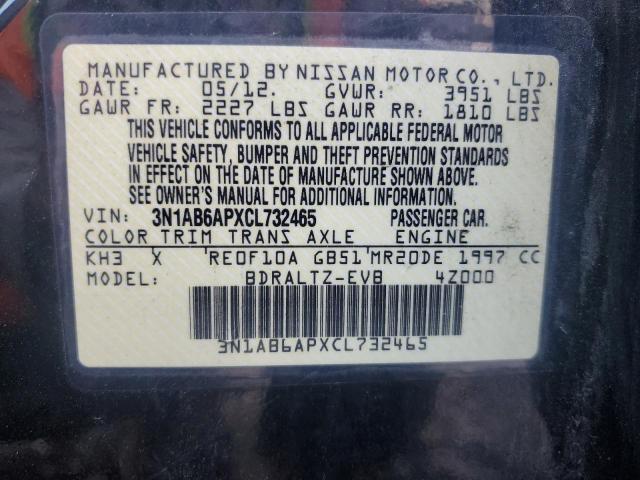 MANUFACTURED BY NISSAN MOTOR CO., LTD.
DATE: 05/12. GVWR: 3951 LBS
GAWR FR: 2227 LBS GAWR RR: 1810 LBS
THIS VEHICLE CONFORMS TO ALL APPLICABLE FEDERAL MOTOR
VEHICLE SAFETY, BUMPER AND THEFT PREVENTION STANDARDS
IN EFFECT ON THE DATE OF MANUFACTURE SHOWN ABOVE.
SEE OWNER'S MANUAL FOR ADDITIONAL INFORMATION.
VIN: 3N1AB6APXCL732465 PASSENGER CAR.
COLOR TRIM TRANS AXLE ENGINE
KH3 X RE0F10A GB51 MR20DE 1997 CC
MODEL: BDRALTZ-EVB 4Z000
3N1AB6APXCL732465